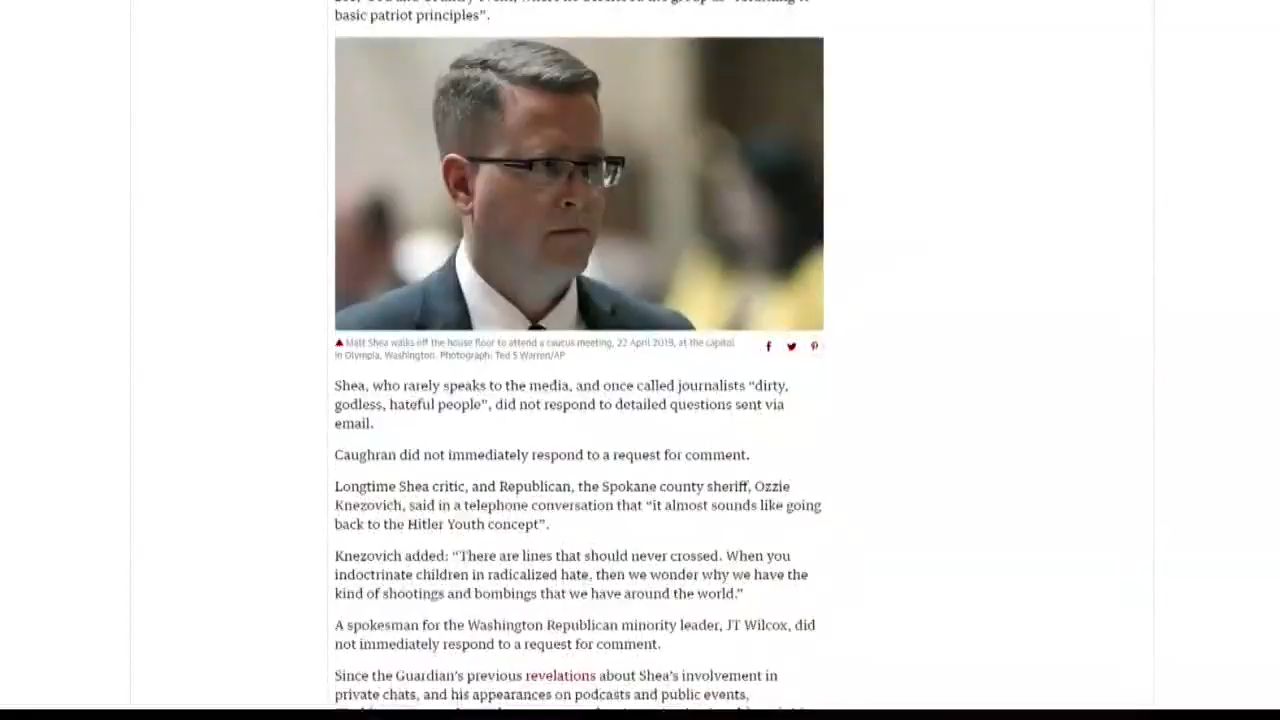 basic patriot principles”.
Matt Shea walks off the house floor to attend a caucus meeting, 22 April 2019, at the capitol
in Olympia, Washington. Photograph: Ted S Warren/AP
Shea, who rarely speaks to the media, and once called journalists “dirty,
godless, hateful people”, did not respond to detailed questions sent via
email.
Caughran did not immediately respond to a request for comment.
Longtime Shea critic, and Republican, the Spokane county sheriff, Ozzie
Knezovich, said in a telephone conversation that “it almost sounds like going
back to the Hitler Youth concept”.
Knezovich added: “There are lines that should never crossed. When you
indoctrinate children in radicalized hate, then we wonder why we have the
kind of shootings and bombings that we have around the world.”
A spokesman for the Washington Republican minority leader, JT Wilcox, did
not immediately respond to a request for comment.
Since the Guardian’s previous revelations about Shea’s involvement in
private chats, and his appearances on podcasts and public events,